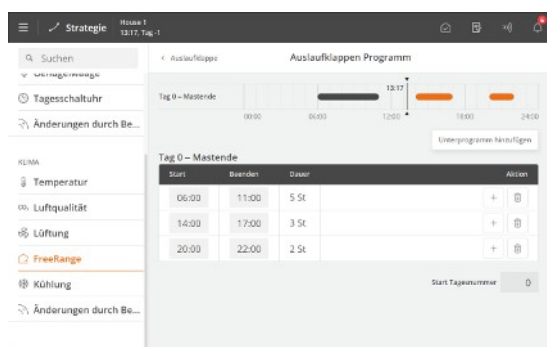 Strategie
House 1
13:17, Tag -1
Suchen
Geflügelwaage
Tagesschaltuhr
Änderungen durch Be...
KLIMA
Temperatur
Luftqualität
Lüftung
FreeRange
Kühlung
Änderungen durch Be...
< Auslaufklappe
Auslaufklappen Programm
Tag 0 – Mastende
13:17
00:00 06:00 12:00 18:00 24:00
Unterprogramm hinzufügen
Tag 0 – Mastende
Start Beenden Dauer Aktion
06:00 11:00 5 St +
14:00 17:00 3 St +
20:00 22:00 2 St +
Start Tagesnummer 0